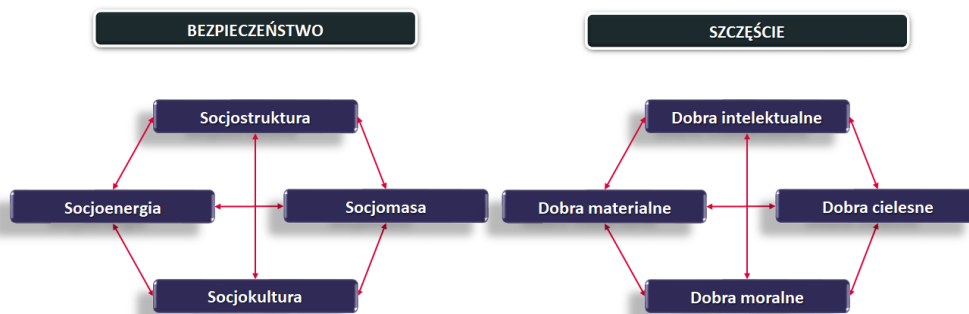 BEZPIECZEŃSTWO
SZCZĘŚCIE
Socjostruktura
Dobra intelektualne
Socjoenergia
Socjomasa
Dobra materialne
Dobra cielesne
Socjokultura
Dobra moralne